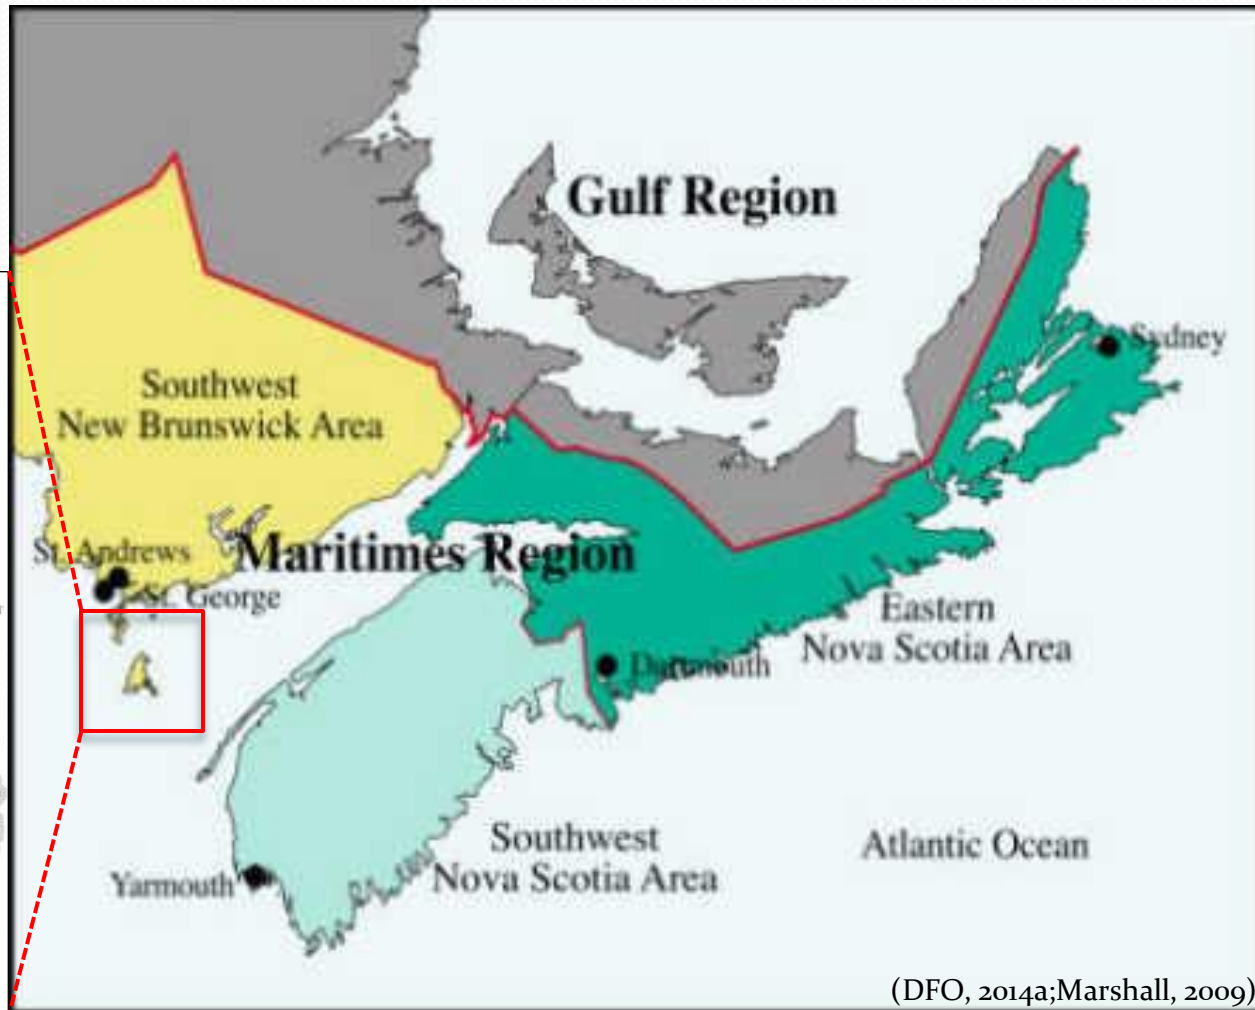 Gulf Region
Sydney
Southwest
New Brunswick Area
St. Andrews
Maritimes Region
St. George
Eastern
Nova Scotia Area
Dartmouth
Southwest
Nova Scotia Area
Atlantic Ocean
Yarmouth
(DFO, 2014a;Marshall, 2009)